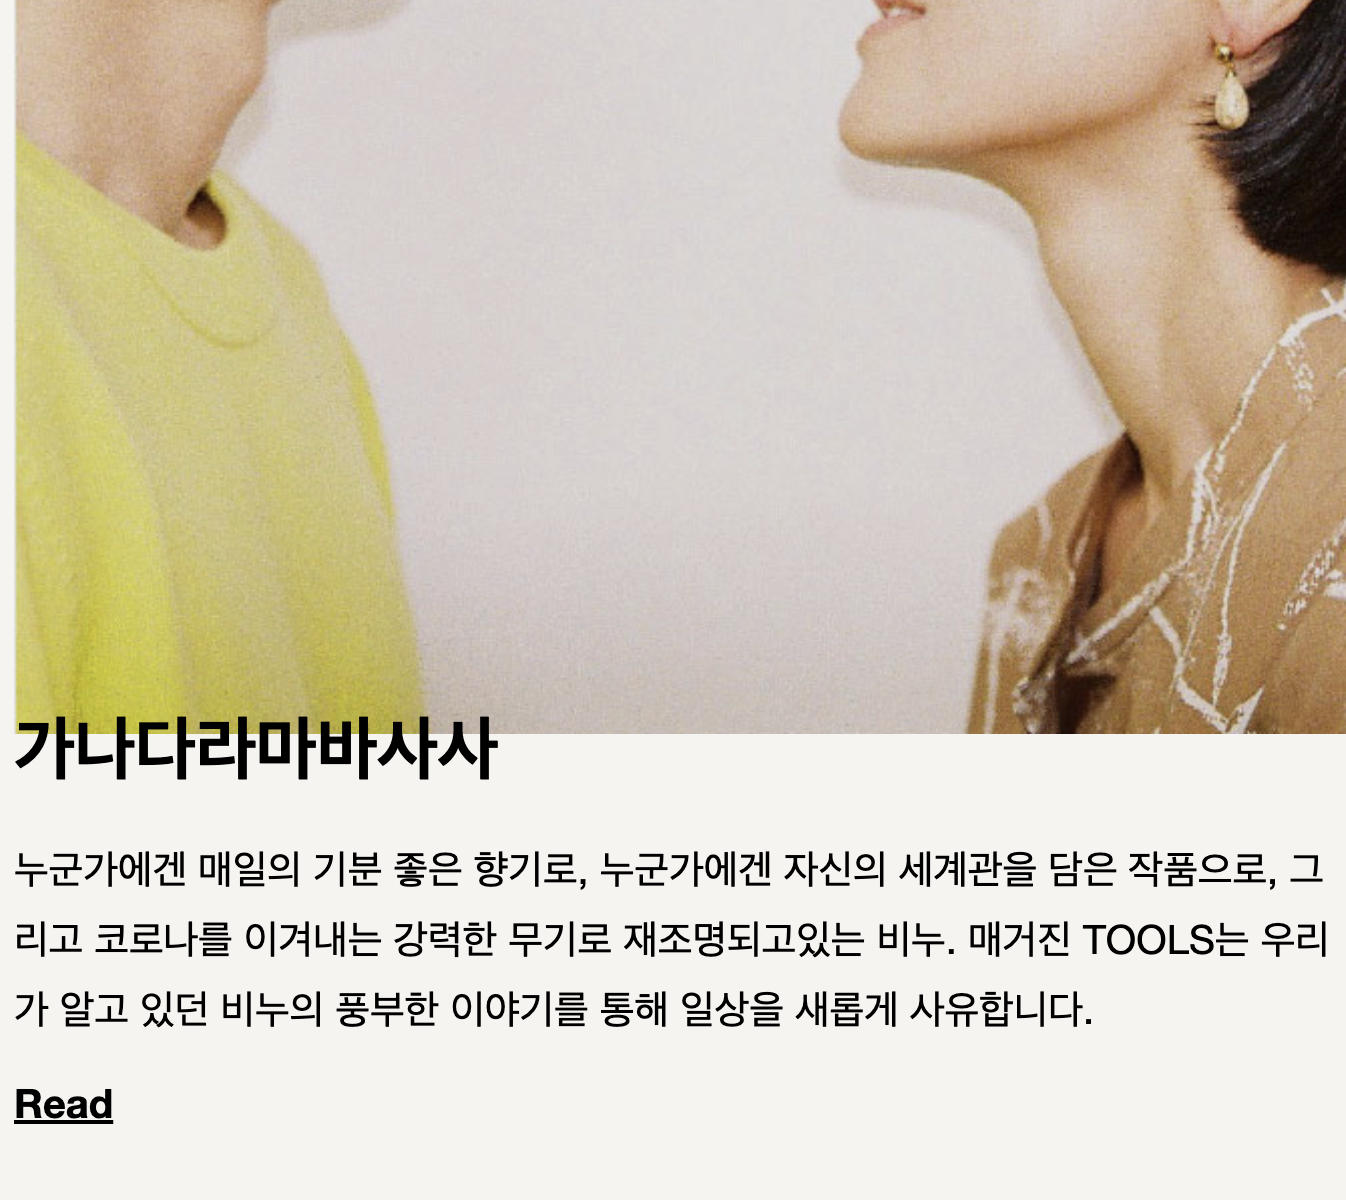 가나다라마바사사
누군가에겐 매일의 기분 좋은 향기로, 누군가에겐 자신의 세계관을 담은 작품으로, 그
리고 코로나를 이겨내는 강력한 무기로 재조명되고있는 비누. 매거진 TOOLS는 우리
가 알고 있던 비누의 풍부한 이야기를 통해 일상을 새롭게 사유합니다.
Read